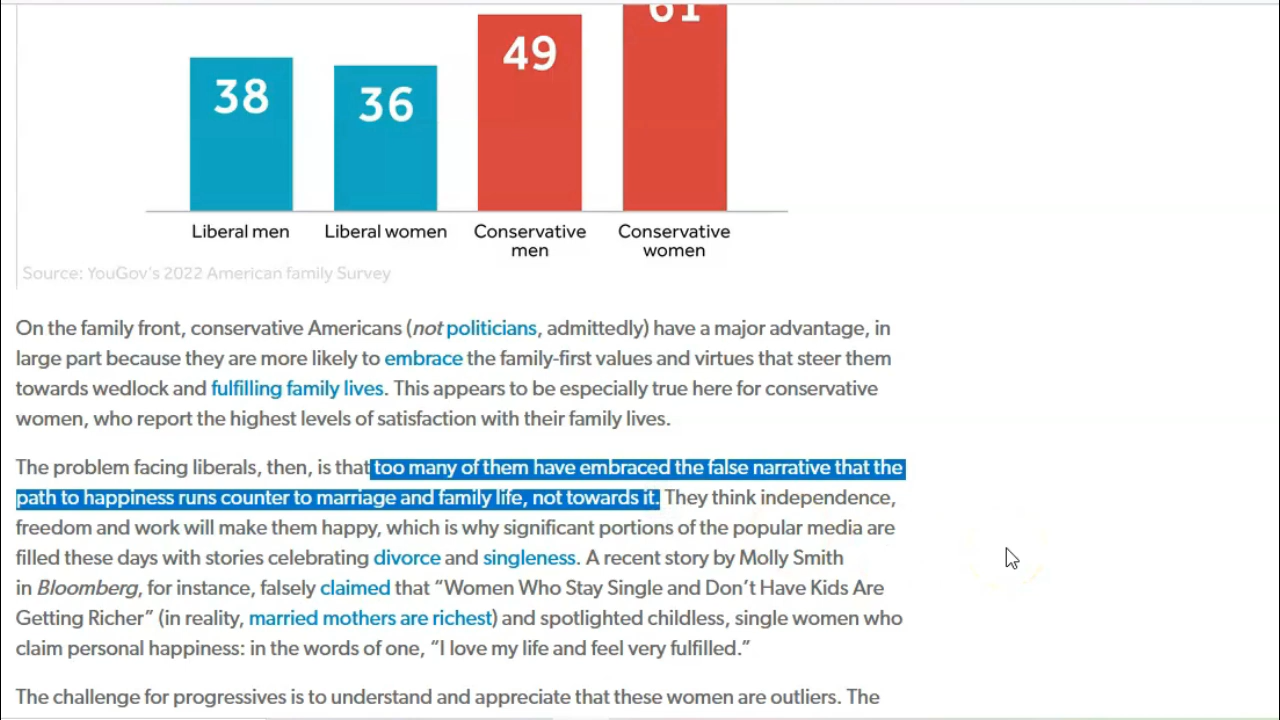 61
49
38
36
Liberal men Liberal women Conservative men Conservative women
Source: YouGov's 2022 American family Survey
On the family front, conservative Americans (not politicians, admittedly) have a major advantage, in
large part because they are more likely to embrace the family-first values and virtues that steer them
towards wedlock and fulfilling family lives. This appears to be especially true here for conservative
women, who report the highest levels of satisfaction with their family lives.
The problem facing liberals, then, is that too many of them have embraced the false narrative that the
path to happiness runs counter to marriage and family life, not towards it. They think independence,
freedom and work will make them happy, which is why significant portions of the popular media are
filled these days with stories celebrating divorce and singleness. A recent story by Molly Smith
in Bloomberg, for instance, falsely claimed that “Women Who Stay Single and Don’t Have Kids Are
Getting Richer” (in reality, married mothers are richest) and spotlighted childless, single women who
claim personal happiness: in the words of one, “I love my life and feel very fulfilled.”
The challenge for progressives is to understand and appreciate that these women are outliers. The